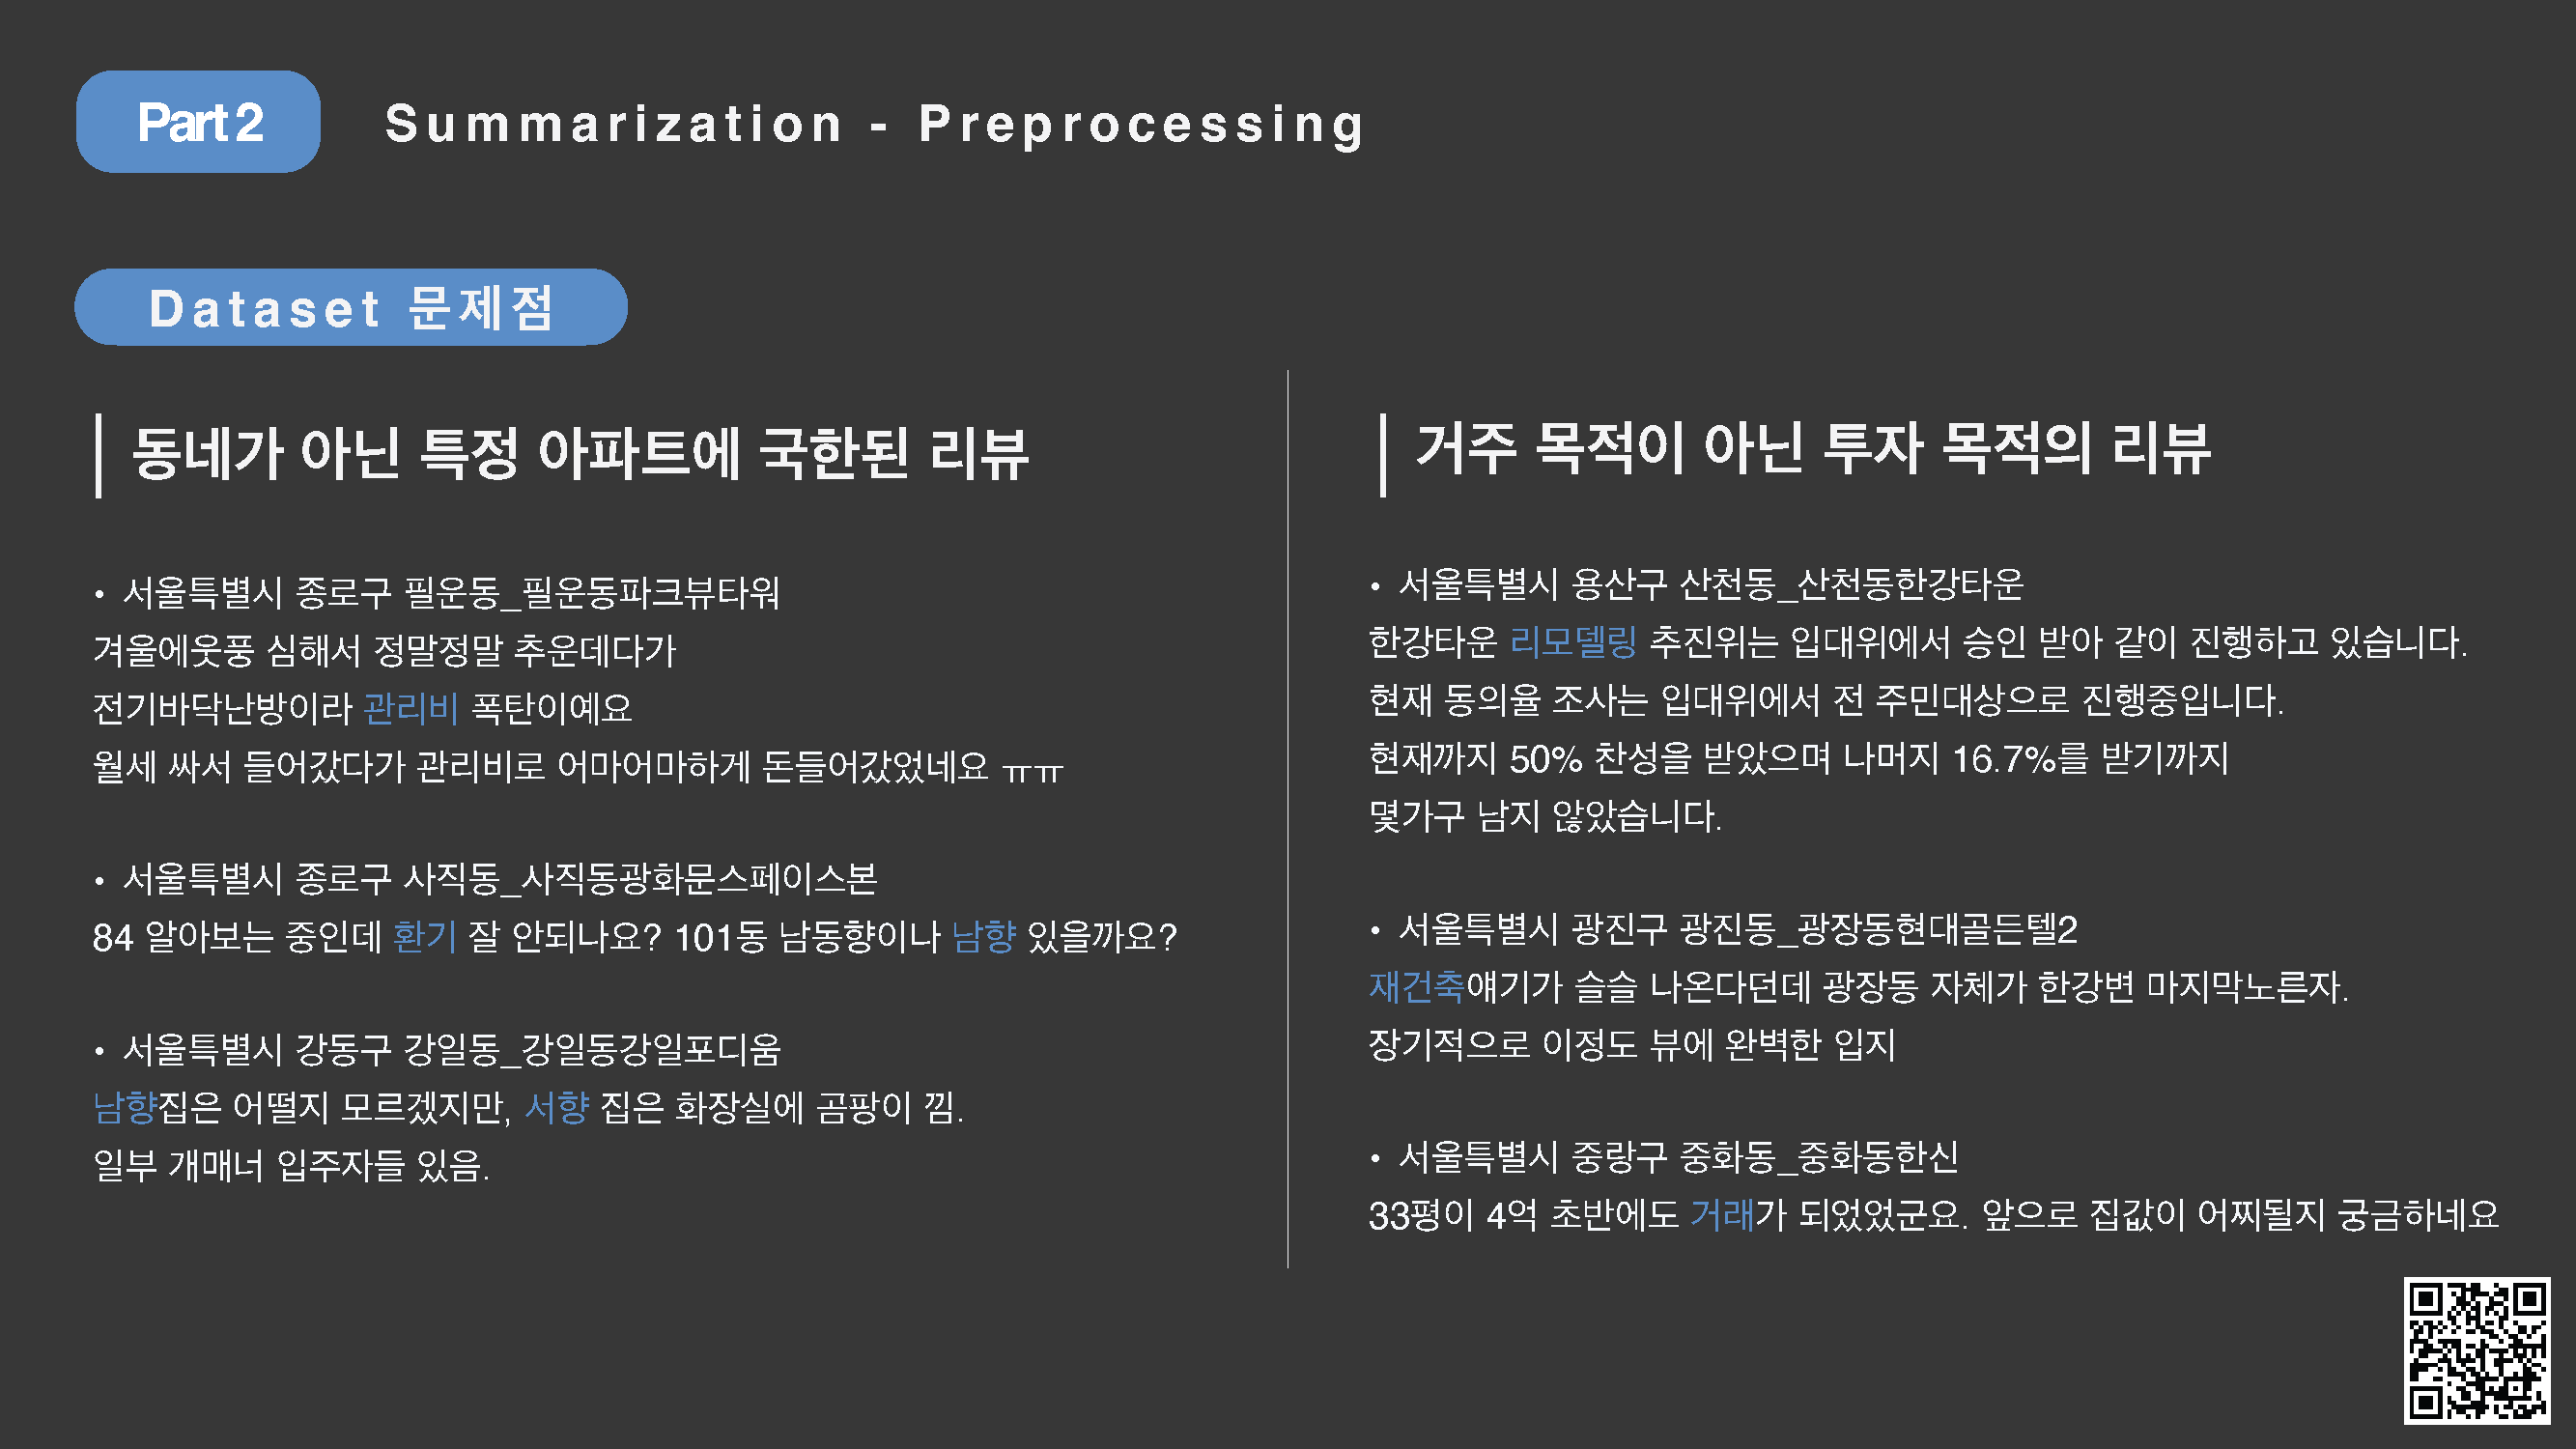 Part 2
Summarization - Preprocessing
Dataset 문제점
동네가 아닌 특정 아파트에 국한된 리뷰
• 서울특별시 종로구 필운동_필운동파크뷰타워
겨울에웃풍 심해서 정말정말 추운데다가
전기바닥난방이라 관리비 폭탄이예요
월세 싸서 들어갔다가 관리비로 어마어마하게 돈들어갔었네요 ㅠㅠ
• 서울특별시 종로구 사직동_사직동광화문스페이스본
84 알아보는 중인데 환기 잘 안되나요? 101동 남동향이나 남향 있을까요?
• 서울특별시 강동구 강일동_강일동강일포디움
남향집은 어떨지 모르겠지만, 서향 집은 화장실에 곰팡이 낌.
일부 개매너 입주자들 있음.
거주 목적이 아닌 투자 목적의 리뷰
• 서울특별시 용산구 산천동_산천동한강타운
한강타운 리모델링 추진위는 입대위에서 승인 받아 같이 진행하고 있습니다.
현재 동의율 조사는 입대위에서 전 주민대상으로 진행중입니다.
현재까지 50% 찬성을 받았으며 나머지 16.7%를 받기까지
몇가구 남지 않았습니다.
• 서울특별시 광진구 광진동_광장동현대골든텔2
재건축얘기가 슬슬 나온다던데 광장동 자체가 한강변 마지막노른자.
장기적으로 이정도 뷰에 완벽한 입지
• 서울특별시 중랑구 중화동_중화동한신
33평이 4억 초반에도 거래가 되었었군요. 앞으로 집값이 어찌될지 궁금하네요